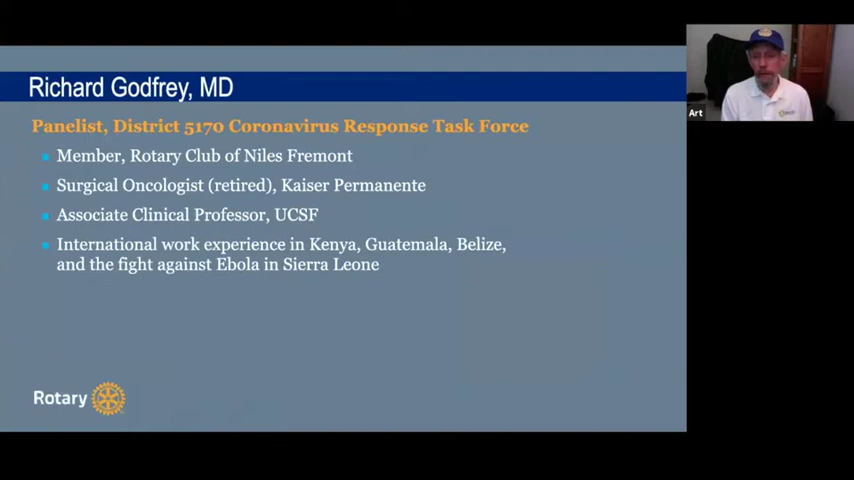 Richard Godfrey, MD
Panelist, District 5170 Coronavirus Response Task Force
Member, Rotary Club of Niles Fremont
Surgical Oncologist (retired), Kaiser Permanente
Associate Clinical Professor, UCSF
International work experience in Kenya, Guatemala, Belize,
and the fight against Ebola in Sierra Leone
Rotary
Art